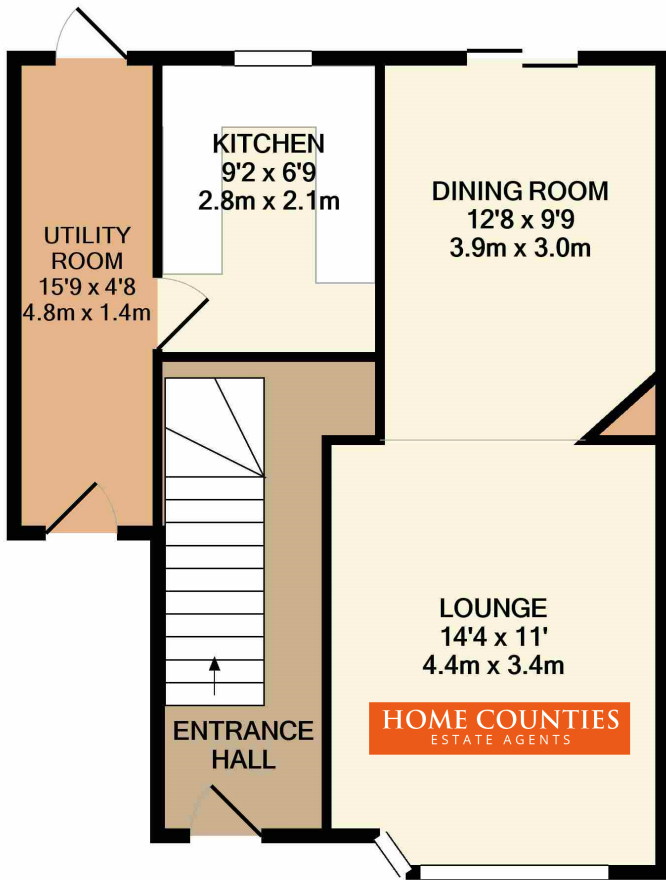 KITCHEN
9'2 x 6'9
2.8m x 2.1m
DINING ROOM
12'8 x 9'9
3.9m x 3.0m
UTILITY
ROOM
15'9 x 4'8
4.8m x 1.4m
LOUNGE
14'4 x 11'
4.4m x 3.4m
HOME COUNTIES
ESTATE AGENTS
ENTRANCE
HALL